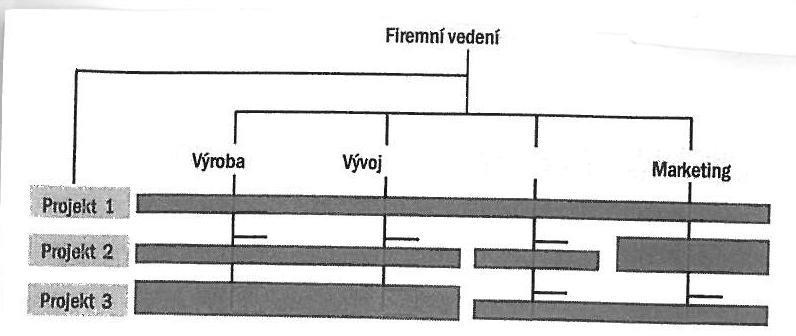 Firemní vedení
Výroba
Vývoj
Marketing
Projekt 1
Projekt 2
Projekt 3